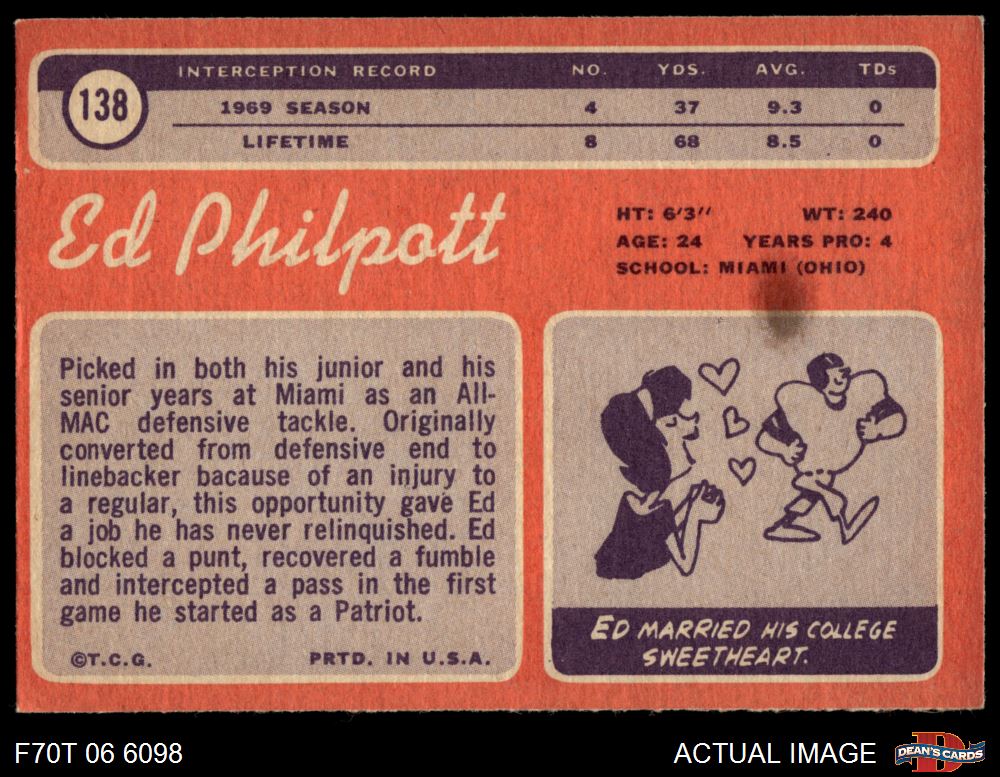 138
INTERCEPTION RECORD NO. YDS. AVG. TDs
1969 SEASON 4 37 9.3 0
LIFETIME 8 68 8.5 0
Ed Philpott
HT: 6'3'' WT: 240
AGE: 24 YEARS PRO: 4
SCHOOL: MIAMI (OHIO)
Picked in both his junior and his
senior years at Miami as an All-
MAC defensive tackle. Originally
converted from defensive end to
linebacker bacause of an injury to
a regular, this opportunity gave Ed
a job he has never relinquished. Ed
blocked a punt, recovered a fumble
and intercepted a pass in the first
game he started as a Patriot.
©T.C.G. PRTD. IN U.S.A.
ED MARRIED HIS COLLEGE
SWEETHEART.
F70T 06 6098
ACTUAL IMAGE
D
DEAN'S CARDS